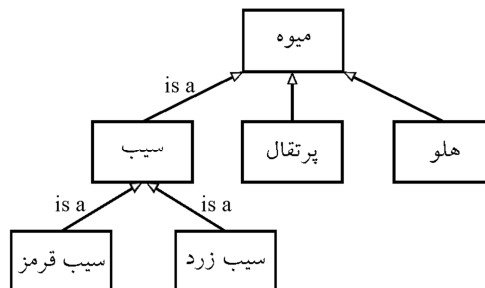 میوه
is a
سیب
پرتقال
هلو
is a
is a
سیب قرمز
سیب زرد